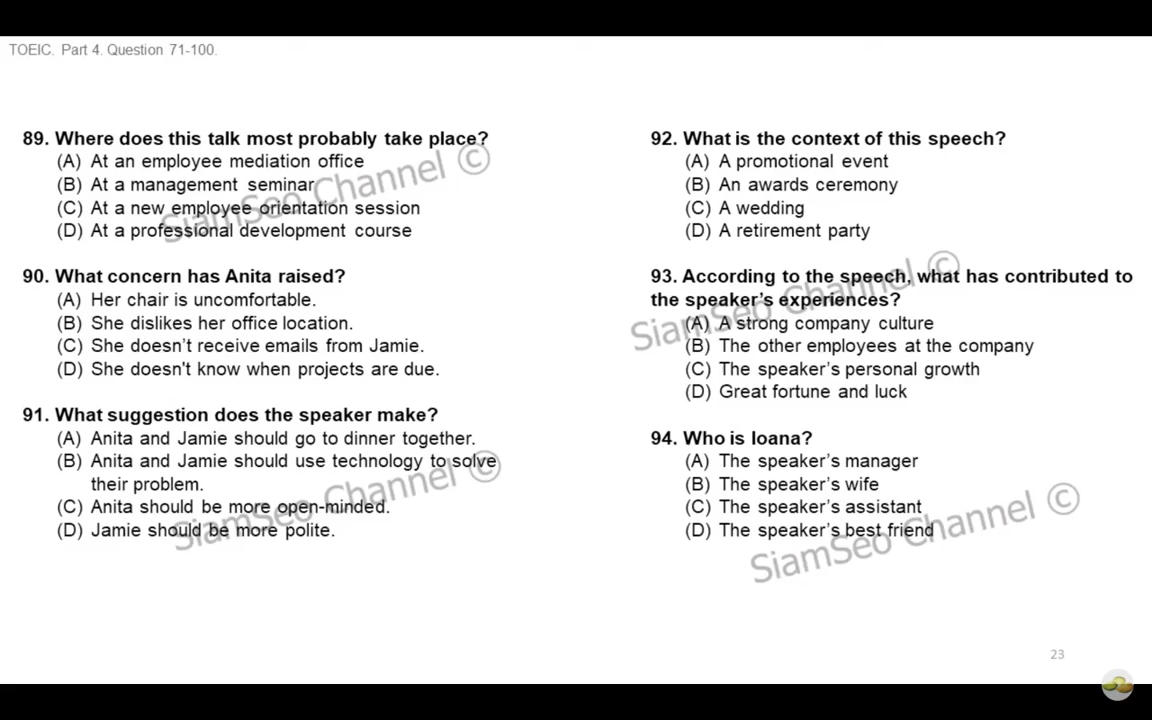 TOEIC. Part 4. Question 71-100.
89. Where does this talk most probably take place?
(A) At an employee mediation office
(B) At a management seminar
(C) At a new employee orientation session
(D) At a professional development course
90. What concern has Anita raised?
(A) Her chair is uncomfortable.
(B) She dislikes her office location.
(C) She doesn’t receive emails from Jamie.
(D) She doesn't know when projects are due.
91. What suggestion does the speaker make?
(A) Anita and Jamie should go to dinner together.
(B) Anita and Jamie should use technology to solve
their problem.
(C) Anita should be more open-minded.
(D) Jamie should be more polite.
SiamSeo Channel ©
SiamSeo Channel ©
92. What is the context of this speech?
(A) A promotional event
(B) An awards ceremony
(C) A wedding
(D) A retirement party
93. According to the speech, what has contributed to
the speaker’s experiences?
(A) A strong company culture
(B) The other employees at the company
(C) The speaker’s personal growth
(D) Great fortune and luck
94. Who is Ioana?
(A) The speaker’s manager
(B) The speaker’s wife
(C) The speaker’s assistant
(D) The speaker’s best friend
SiamSeo Channel ©
SiamSeo Channel ©
23